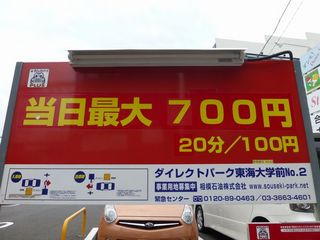 PLUS
当日最大 700円
20分／100円
ダイレクトパーク東海大学前No.2
事業用地募集中 相模石油株式会社 www.souseki-park.net
緊急センター 0120-89-0463／03-3663-4601